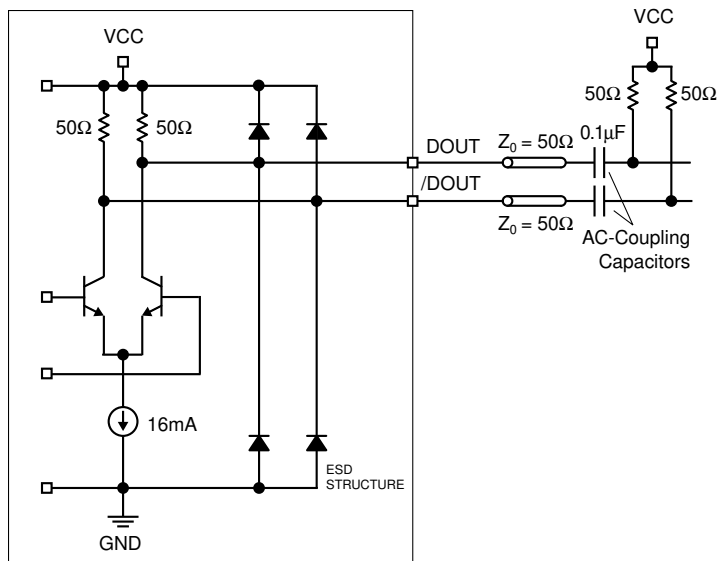 VCC
50Ω
50Ω
16mA
GND
ESD
STRUCTURE
DOUT
/DOUT
Z0 = 50Ω
Z0 = 50Ω
0.1µF
VCC
50Ω
50Ω
AC-Coupling
Capacitors